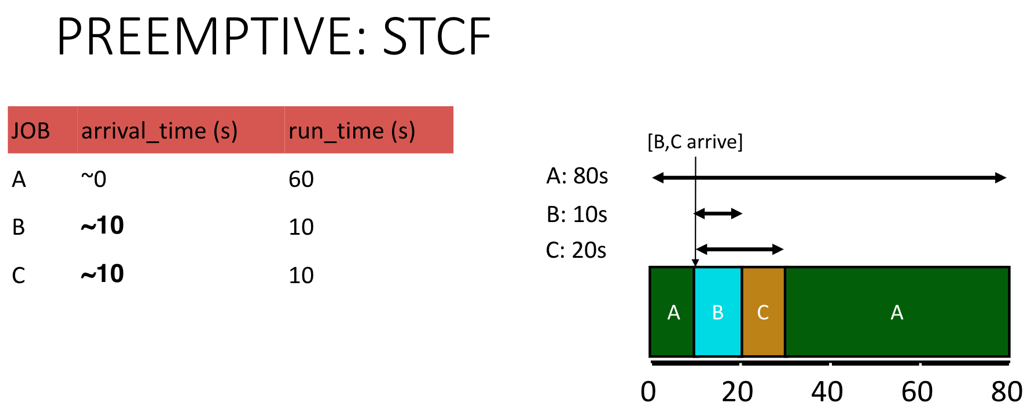 PREEMPTIVE: STCF
JOB arrival_time (s) run_time (s)
A ~0 60
B ~10 10
C ~10 10
[B,C arrive]
A: 80s
B: 10s
C: 20s
A B C A
0 20 40 60 80